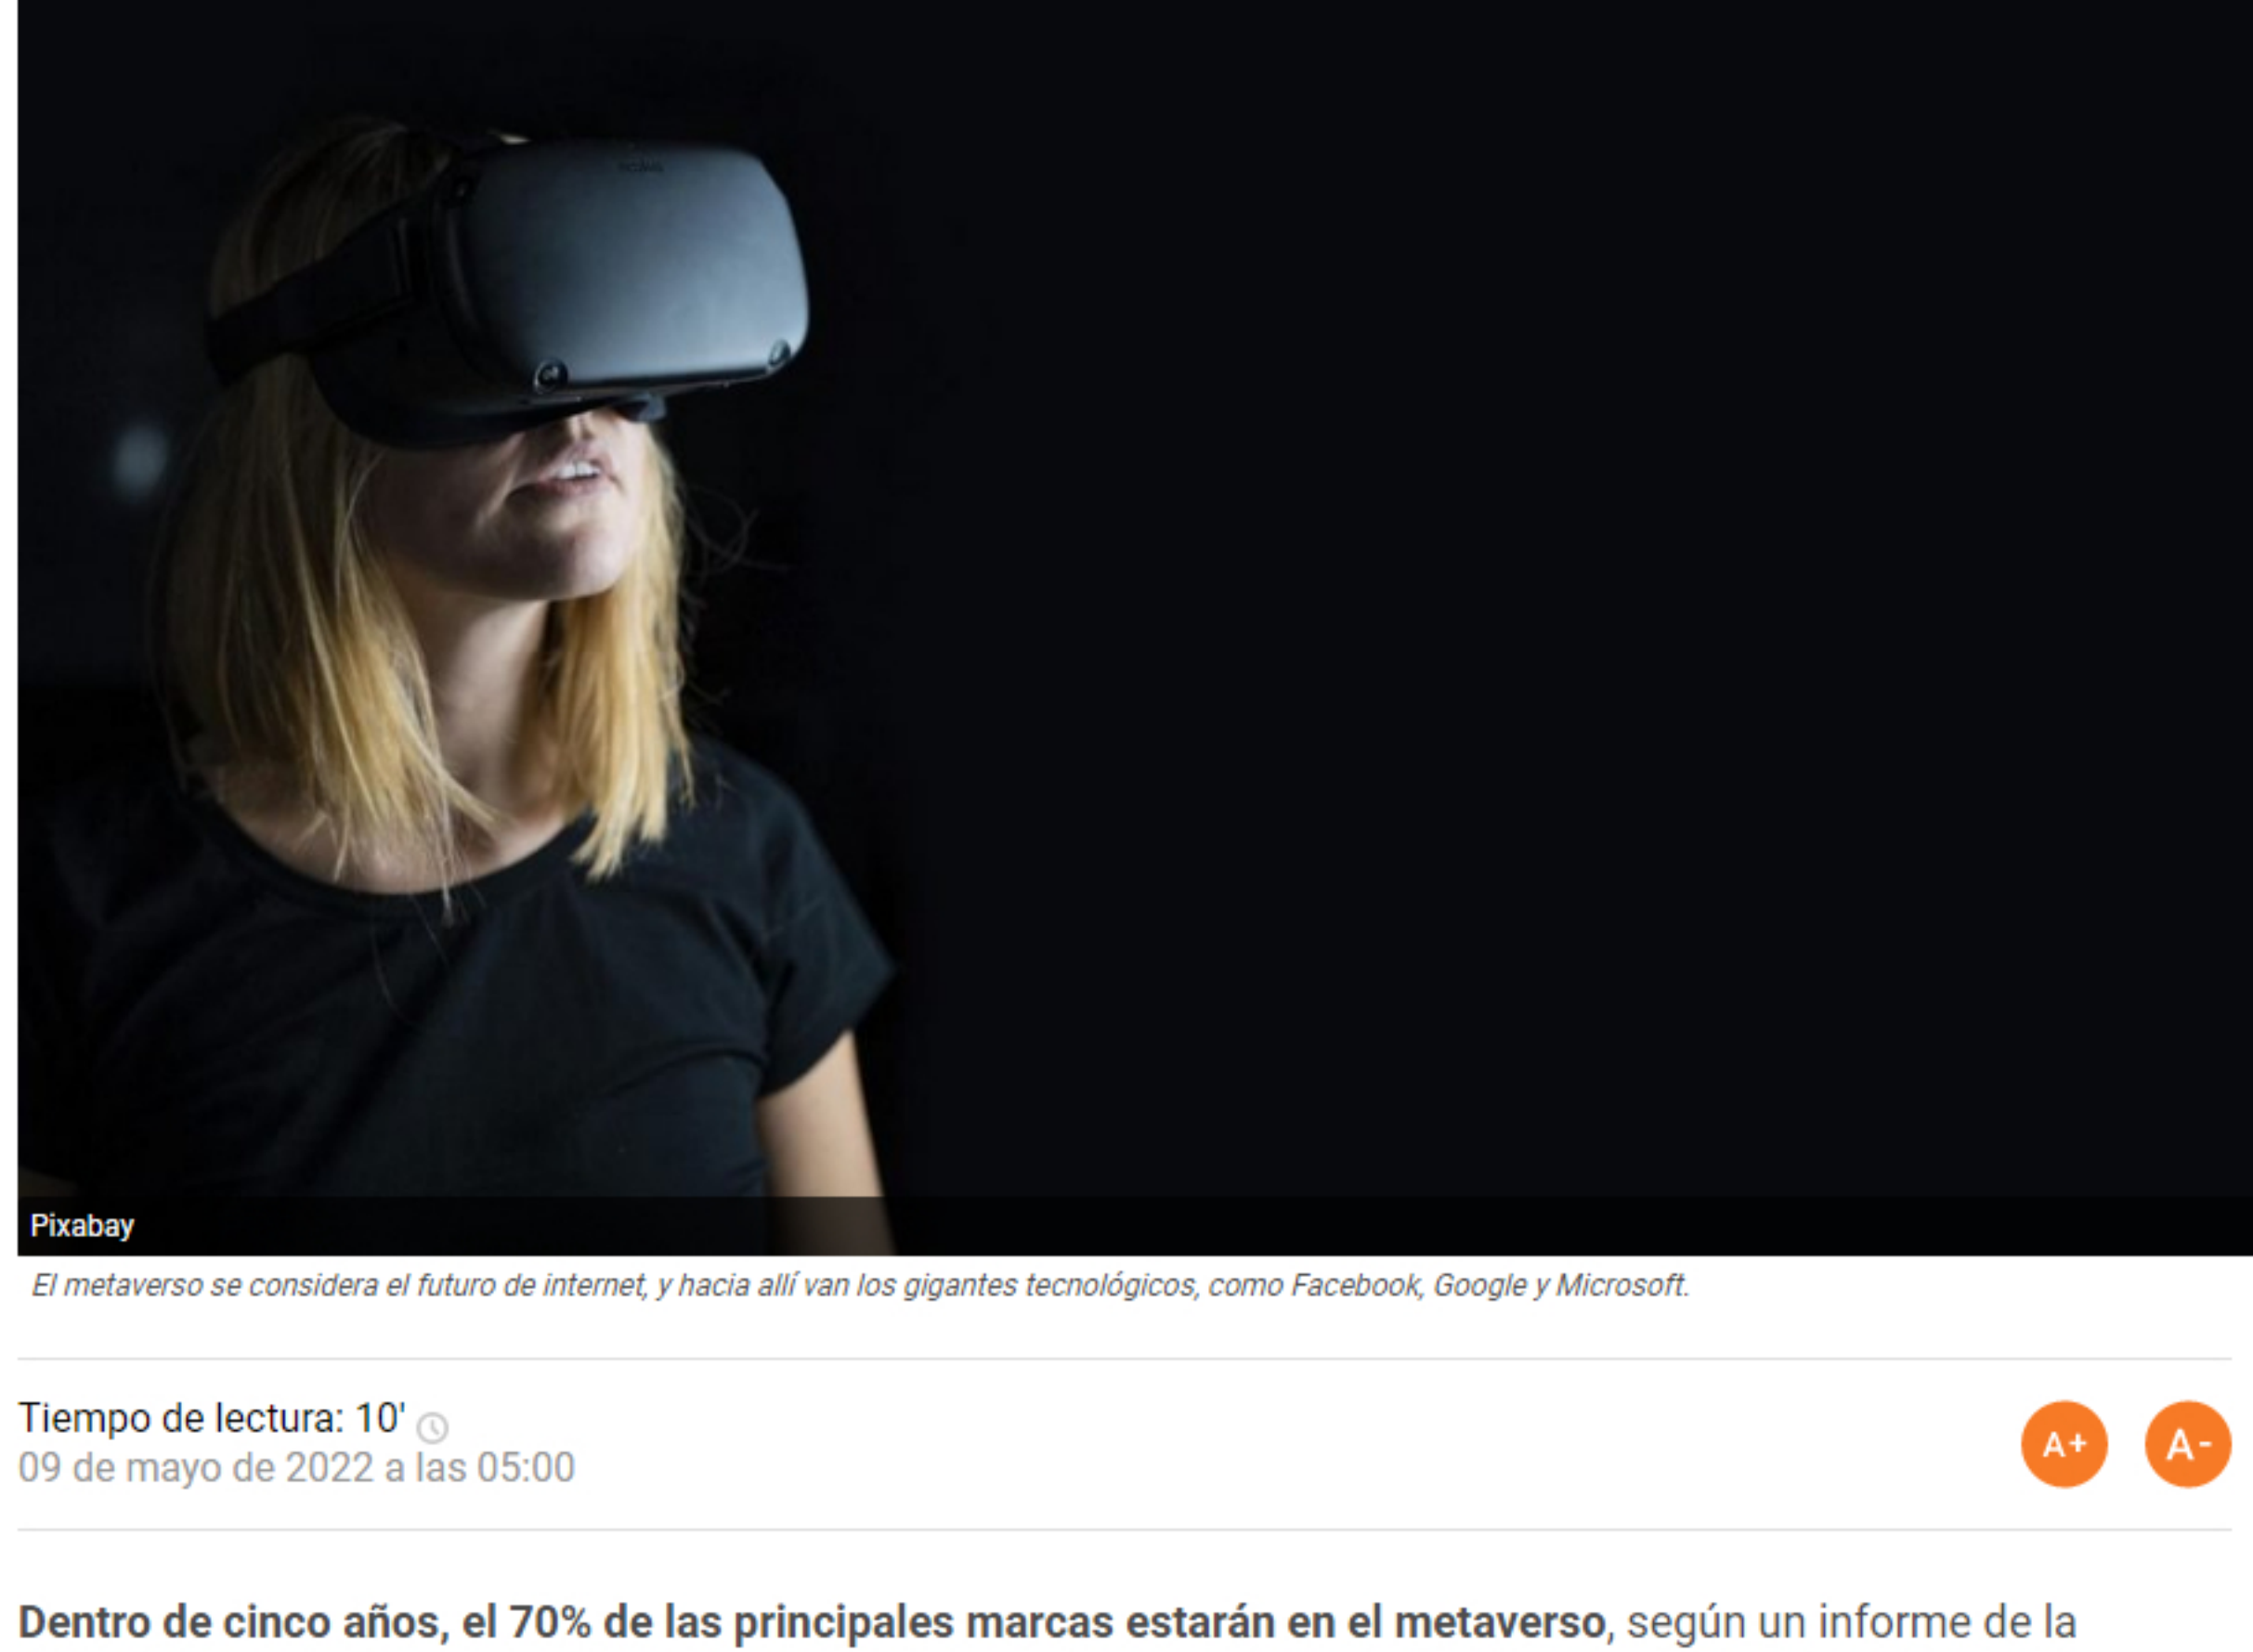 oculus
Pixabay
El metaverso se considera el futuro de internet, y hacia allí van los gigantes tecnológicos, como Facebook, Google y Microsoft.
Tiempo de lectura: 10'
09 de mayo de 2022 a las 05:00
A+ A-
Dentro de cinco años, el 70% de las principales marcas estarán en el metaverso, según un informe de la